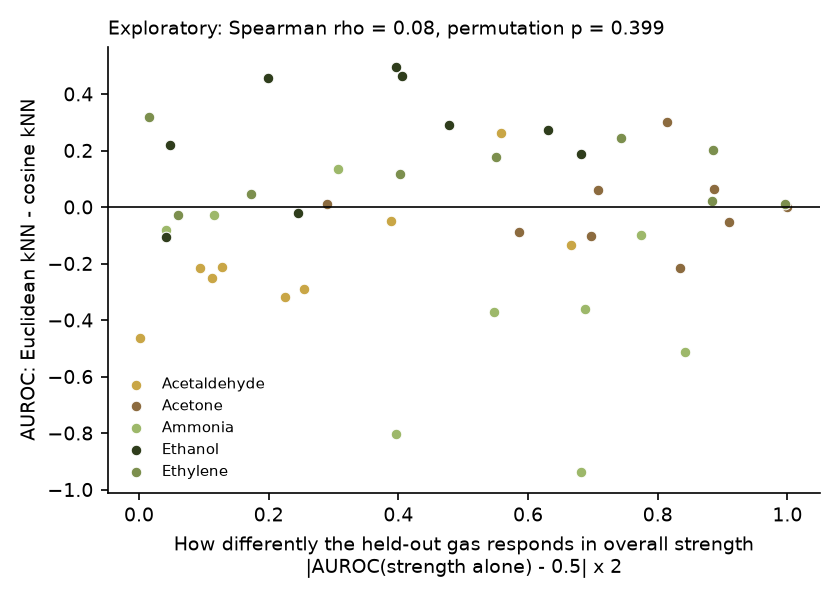 Exploratory: Spearman rho = 0.08, permutation p = 0.399
AUROC: Euclidean kNN - cosine kNN
0.4
0.2
0.0
−0.2
−0.4
−0.6
−0.8
−1.0
Acetaldehyde
Acetone
Ammonia
Ethanol
Ethylene
0.0 0.2 0.4 0.6 0.8 1.0
How differently the held-out gas responds in overall strength
|AUROC(strength alone) - 0.5| x 2